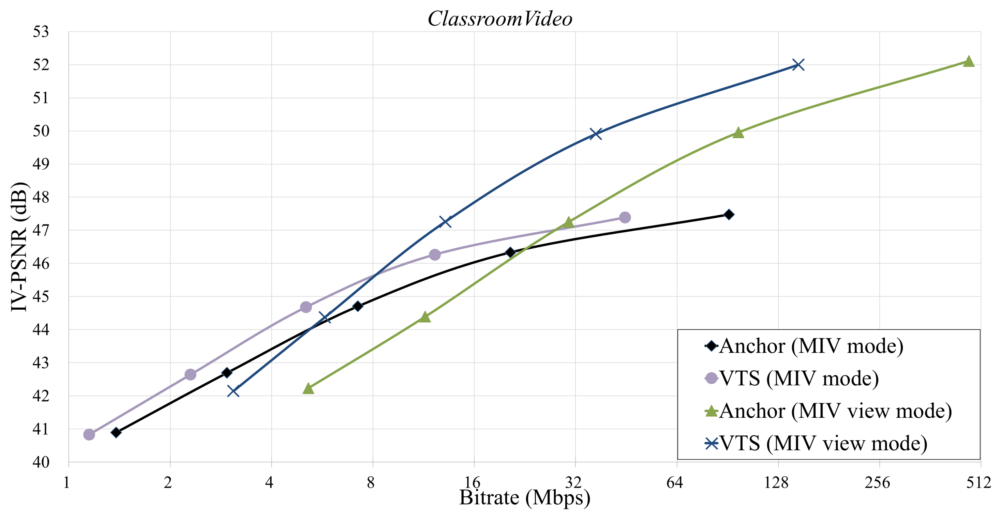 ClassroomVideo
53
52
51
50
49
48
47
46
45
44
43
42
41
40
IV-PSNR (dB)
1 2 4 8 16 32 64 128 256 512
Bitrate (Mbps)
Anchor (MIV mode)
VTS (MIV mode)
Anchor (MIV view mode)
VTS (MIV view mode)